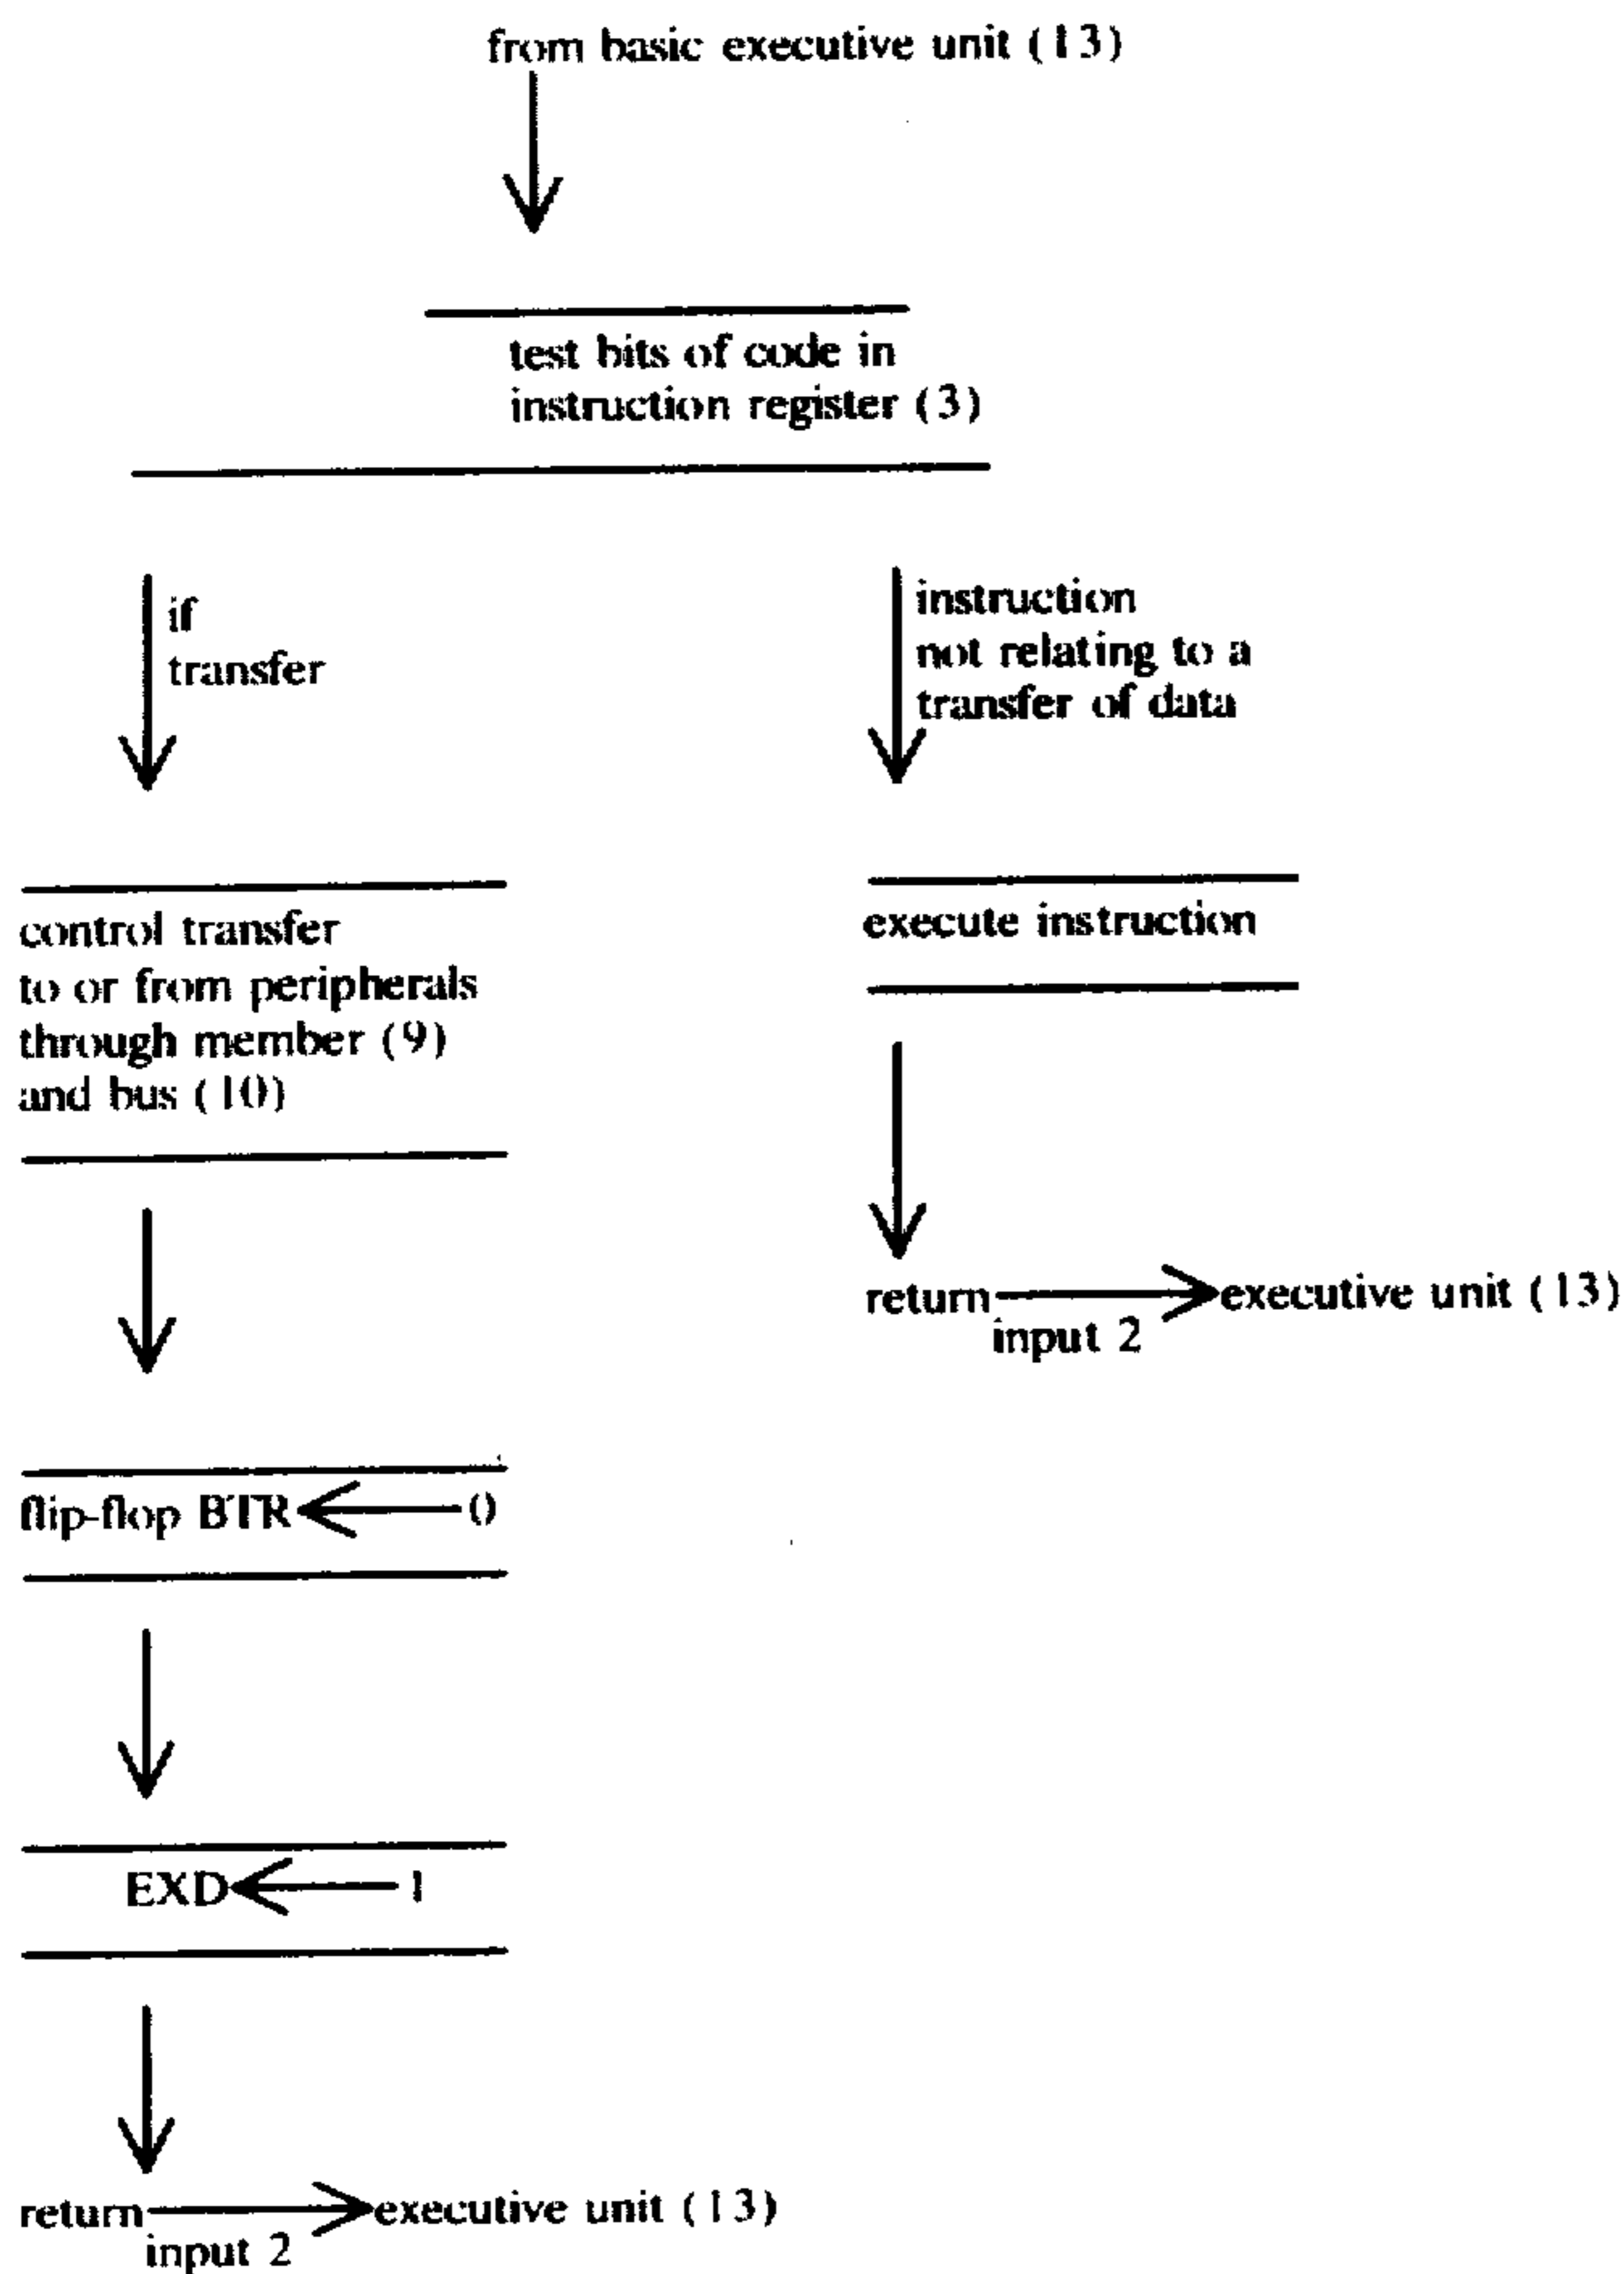 from basic executive unit (13)
test bits of code in
instruction register (3)
if
transfer
instruction
not relating to a
transfer of data
control transfer
to or from peripherals
through member (9)
and bus (10)
execute instruction
return executive unit (13)
input 2
flip-flop BTR 0
EXD 1
return executive unit (13)
input 2